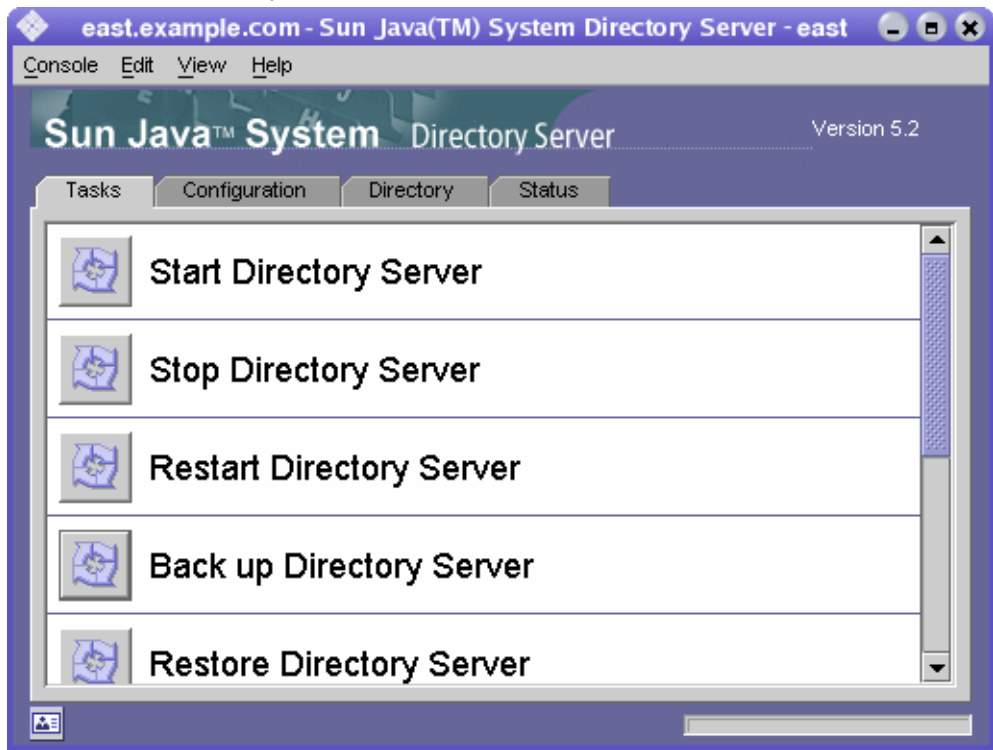 east.example.com - Sun Java(TM) System Directory Server - east
Console Edit View Help
Sun Java™ System Directory Server Version 5.2
Tasks Configuration Directory Status
Start Directory Server
Stop Directory Server
Restart Directory Server
Back up Directory Server
Restore Directory Server